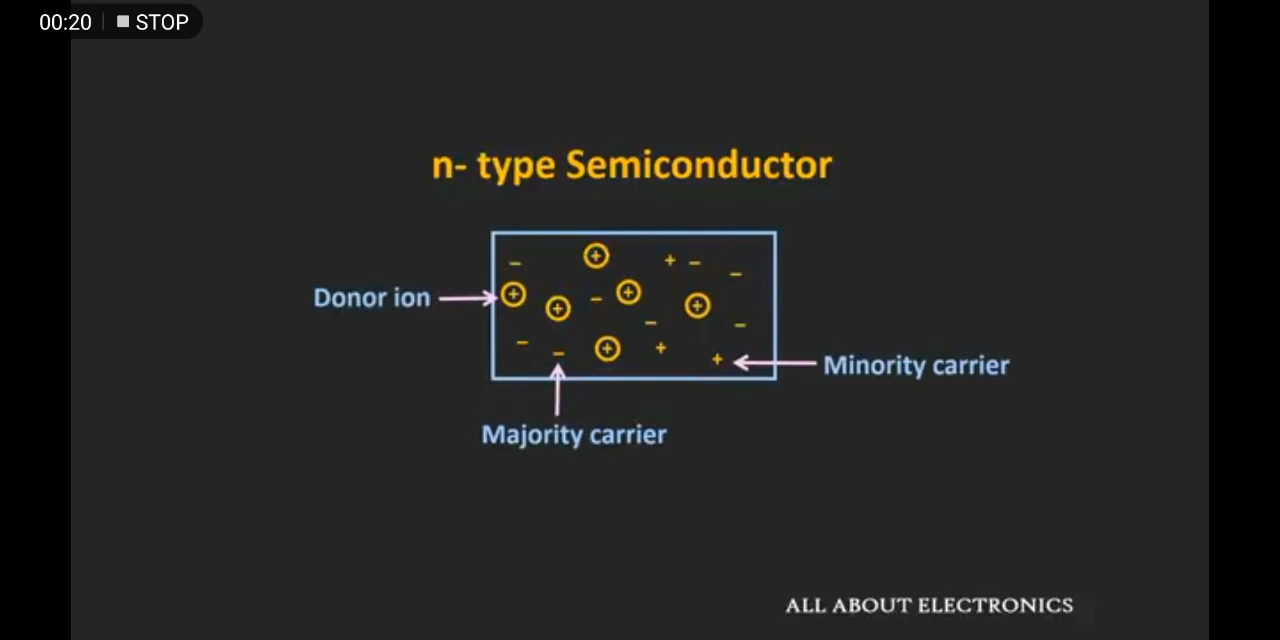 00:20 STOP
n- type Semiconductor
Donor ion
Minority carrier
Majority carrier
ALL ABOUT ELECTRONICS